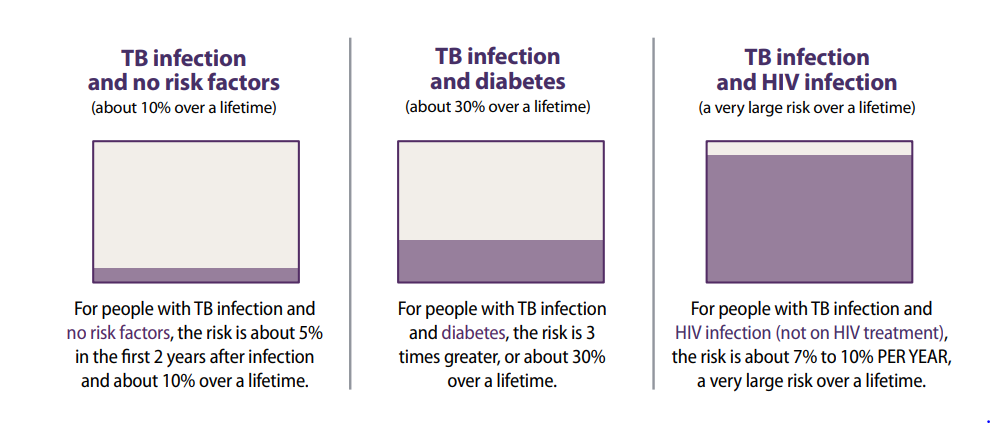 TB infection
and no risk factors
(about 10% over a lifetime)
For people with TB infection and
no risk factors, the risk is about 5%
in the first 2 years after infection
and about 10% over a lifetime.
TB infection
and diabetes
(about 30% over a lifetime)
For people with TB infection
and diabetes, the risk is 3
times greater, or about 30%
over a lifetime.
TB infection
and HIV infection
(a very large risk over a lifetime)
For people with TB infection and
HIV infection (not on HIV treatment),
the risk is about 7% to 10% PER YEAR,
a very large risk over a lifetime.